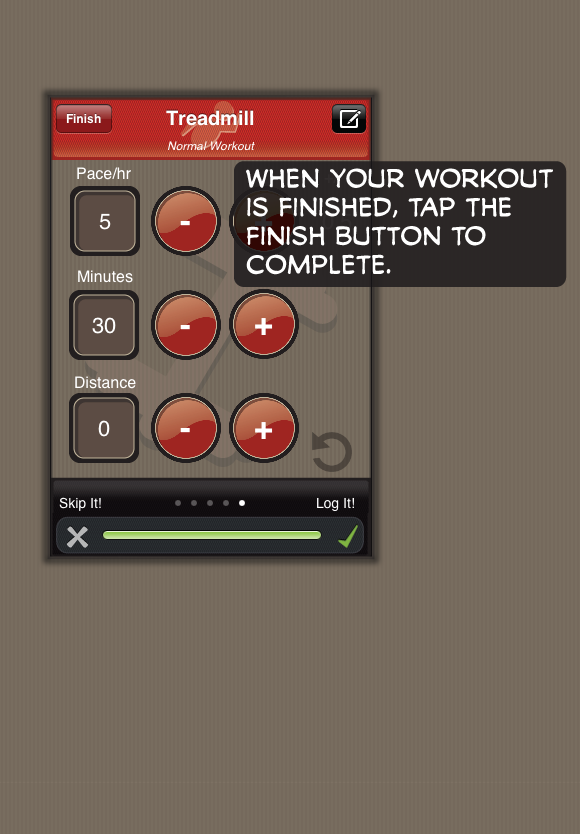 Finish
Treadmill
Normal Workout
Pace/hr
5
-
WHEN YOUR WORKOUT
IS FINISHED, TAP THE
FINISH BUTTON TO
COMPLETE.
Minutes
30
-
+
Distance
0
-
+
Skip It!
Log It!